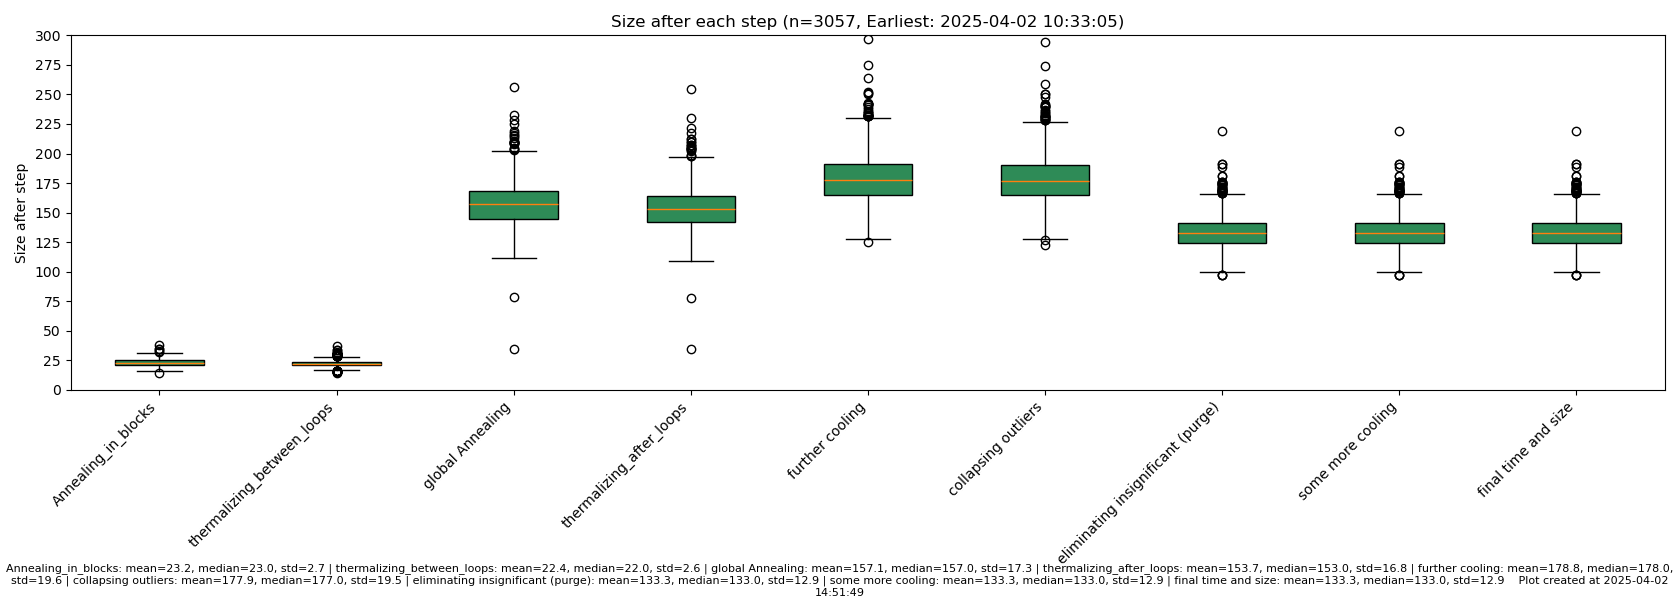 Size after each step (n=3057, Earliest: 2025-04-02 10:33:05)
Size after step
300
275
250
225
200
175
150
125
100
75
50
25
0
Annealing_in_blocks
thermalizing_between_loops
global Annealing
thermalizing_after_loops
further cooling
collapsing outliers
eliminating insignificant (purge)
some more cooling
final time and size
Annealing_in_blocks: mean=23.2, median=23.0, std=2.7 | thermalizing_between_loops: mean=22.4, median=22.0, std=2.6 | global Annealing: mean=157.1, median=157.0, std=17.3 | thermalizing_after_loops: mean=153.7, median=153.0, std=16.8 | further cooling: mean=178.8, median=178.0,
std=19.6 | collapsing outliers: mean=177.9, median=177.0, std=19.5 | eliminating insignificant (purge): mean=133.3, median=133.0, std=12.9 | some more cooling: mean=133.3, median=133.0, std=12.9 | final time and size: mean=133.3, median=133.0, std=12.9    Plot created at 2025-04-02
14:51:49